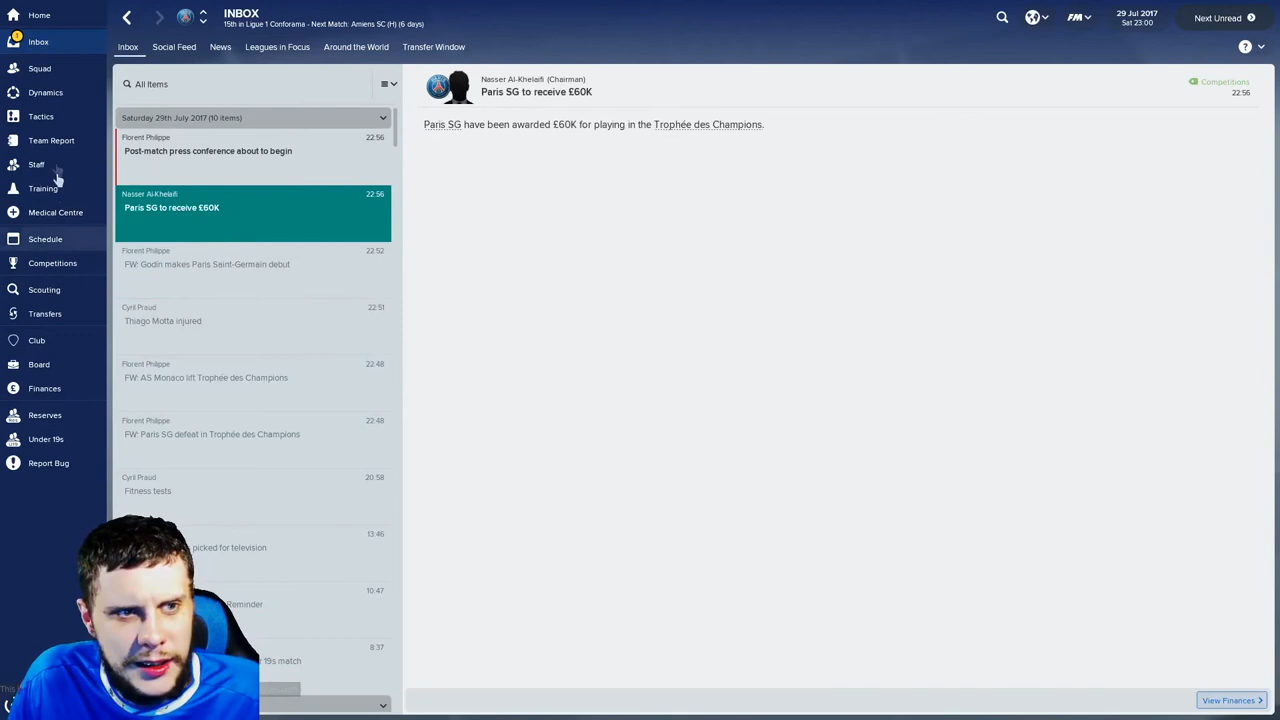 Home
Inbox
1
Squad
Dynamics
Tactics
Team Report
Staff
Training
Medical Centre
Schedule
Competitions
Scouting
Transfers
Club
Board
Finances
Reserves
Under 19s
Report Bug
INBOX
15th in Ligue 1 Conforama - Next Match: Amiens SC (H) (6 days)
FM
29 Jul 2017
Sat 23:00
Next Unread
Inbox
Social Feed
News
Leagues in Focus
Around the World
Transfer Window
?
All Items
Saturday 29th July 2017 (10 items)
Florent Philippe 22:56
Post-match press conference about to begin
Nasser Al-Khelaifi 22:56
Paris SG to receive £60K
Florent Philippe 22:52
FW: Godín makes Paris Saint-Germain debut
Cyril Praud 22:51
Thiago Motta injured
Florent Philippe 22:48
FW: AS Monaco lift Trophée des Champions
Florent Philippe 22:48
FW: Paris SG defeat in Trophée des Champions
Cyril Praud 20:58
Fitness tests
13:46
picked for television
10:47
Reminder
8:37
19s match
Nasser Al-Khelaifi (Chairman)
Paris SG to receive £60K
Competitions
22:56
Paris SG have been awarded £60K for playing in the Trophée des Champions.
View Finances